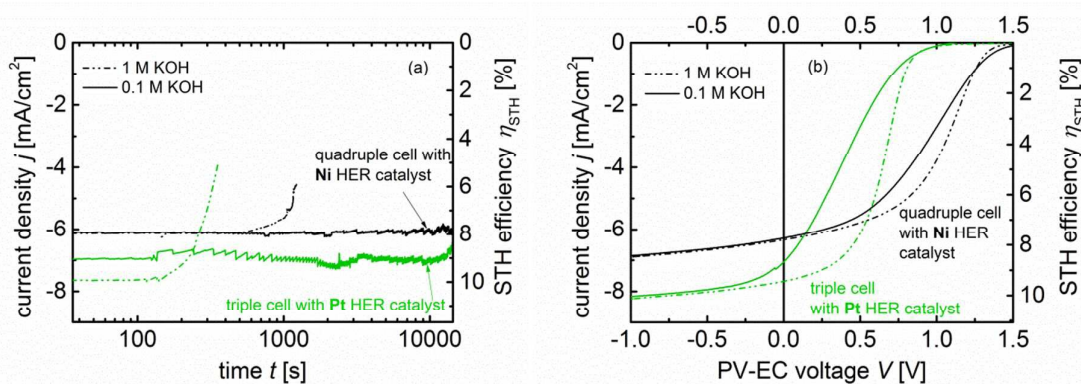 (a)
1 M KOH
0.1 M KOH
quadruple cell with
Ni HER
catalyst
triple cell with Pt HER catalyst
current density j [mA/cm²]
0
-2
-4
-6
-8
STH efficiency ηSTH [%]
0
2
4
6
8
10
100
1000
10000
time t [s]
-0.5
0.0
0.5
1.0
1.5
(b)
1 M KOH
0.1 M KOH
quadruple cell
with Ni HER
catalyst
triple cell
with Pt HER catalyst
current density j [mA/cm²]
0
-2
-4
-6
-8
STH efficiency ηSTH [%]
2
4
6
8
10
-1.0
-0.5
0.0
0.5
1.0
1.5
PV-EC voltage V [V]